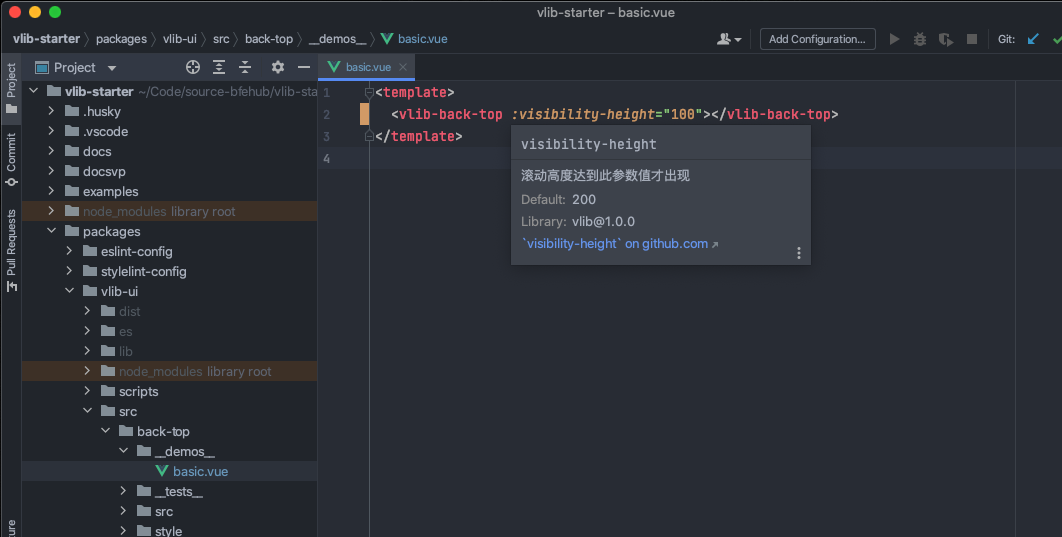 vlib-starter – basic.vue
vlib-starter packages vlib-ui src back-top __demos__ basic.vue Add Configuration... Git:
Project basic.vue ×
vlib-starter ~/Code/source-bfehub/vlib-sta
.husky
.vscode
docs
docsvp
examples
node_modules library root
packages
eslint-config
stylelint-config
vlib-ui
dist
es
lib
node_modules library root
scripts
src
back-top
__demos__
basic.vue
__tests__
src
style
Project
Commit
Pull Requests
1 <template>
2 <vlib-back-top :visibility-height="100"></vlib-back-top>
3 </template>
4
visibility-height
滚动高度达到此参数值才出现
Default: 200
Library: vlib@1.0.0
`visibility-height` on github.com ↗